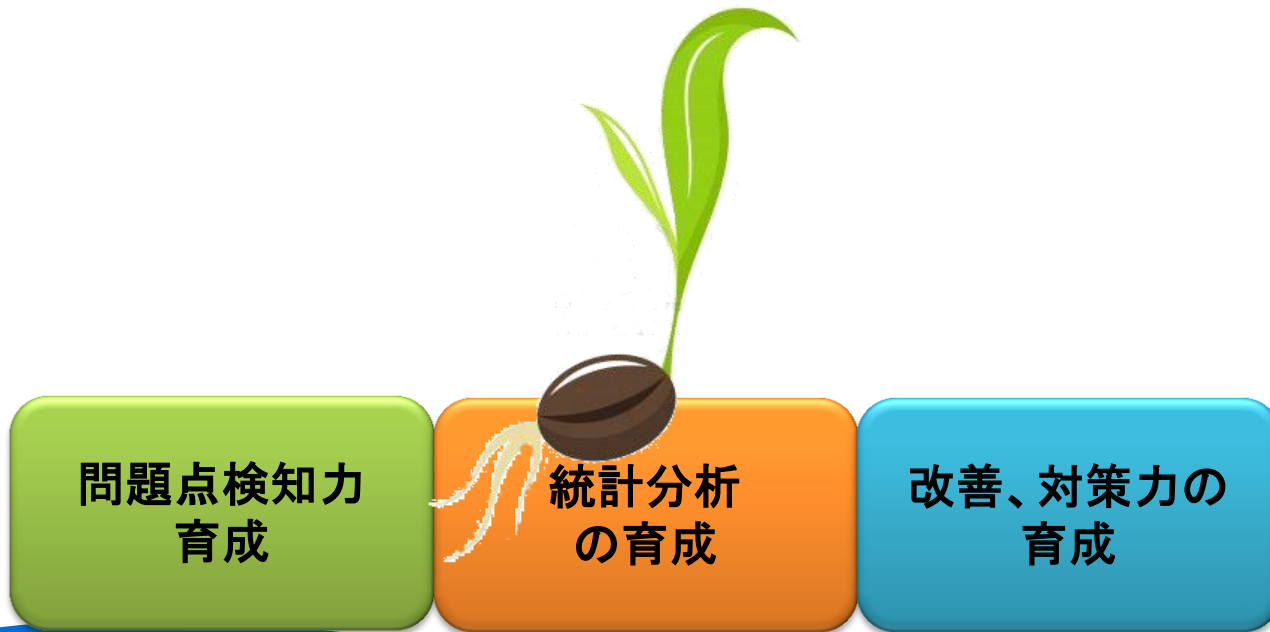 問題点検知力
育成
統計分析
の育成
改善、対策力の
育成